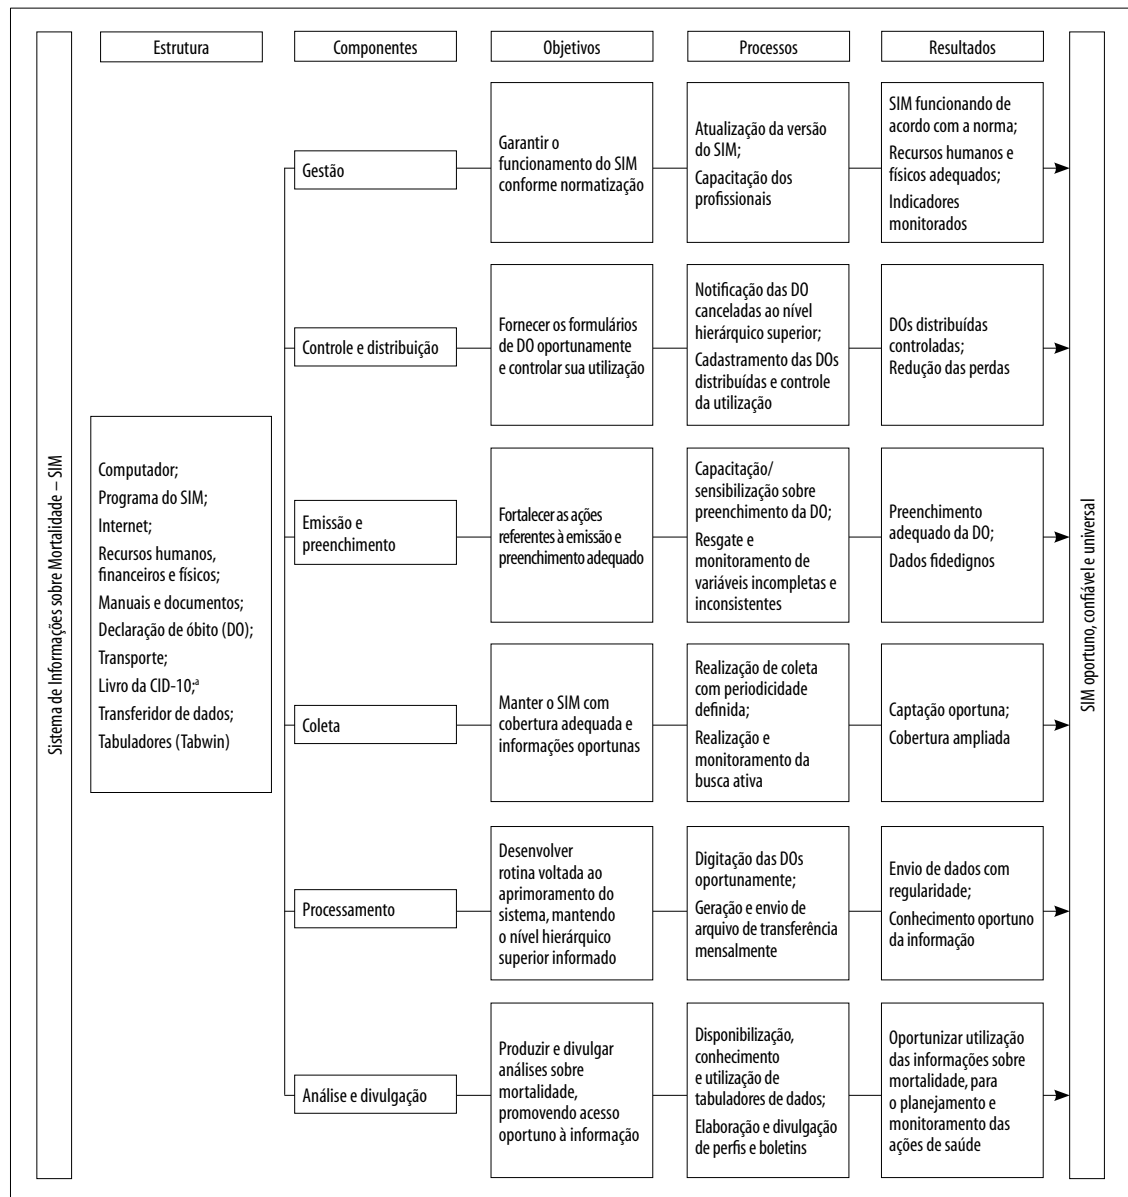 Estrutura
Componentes
Objetivos
Processos
Resultados
Sistema de Informações sobre Mortalidade – SIM
Computador;
Programa do SIM;
Internet;
Recursos humanos,
financeiros e físicos;
Manuais e documentos;
Declaração de óbito (DO);
Transporte;
Livro da CID-10;ª
Transferidor de dados;
Tabuladores (Tabwin)
Gestão
Garantir o
funcionamento do SIM
conforme normatização
Atualização da versão
do SIM;
Capacitação dos
profissionais
SIM funcionando de
acordo com a norma;
Recursos humanos e
físicos adequados;
Indicadores
monitorados
Controle e distribuição
Fornecer os formulários
de DO oportunamente
e controlar sua utilização
Notificação das DO
canceladas ao nível
hierárquico superior;
Cadastramento das DOs
distribuídas e controle
da utilização
DOs distribuídas
controladas;
Redução das perdas
Emissão e
preenchimento
Fortalecer as ações
referentes à emissão e
preenchimento adequado
Capacitação/
sensibilização sobre
preenchimento da DO;
Resgate e
monitoramento de
variáveis incompletas e
inconsistentes
Preenchimento
adequado da DO;
Dados fidedignos
Coleta
Manter o SIM com
cobertura adequada e
informações oportunas
Realização de coleta
com periodicidade
definida;
Realização e
monitoramento da
busca ativa
Captação oportuna;
Cobertura ampliada
Processamento
Desenvolver
rotina voltada ao
aprimoramento do
sistema, mantendo
o nível hierárquico
superior informado
Digitação das DOs
oportunamente;
Geração e envio de
arquivo de transferência
mensalmente
Envio de dados com
regularidade;
Conhecimento oportuno
da informação
Análise e divulgação
Produzir e divulgar
análises sobre
mortalidade,
promovendo acesso
oportuno à informação
Disponibilização,
conhecimento
e utilização de
tabuladores de dados;
Elaboração e divulgação
de perfis e boletins
Oportunizar utilização
das informações sobre
mortalidade, para
o planejamento e
monitoramento das
ações de saúde
SIM oportuno, confiável e universal